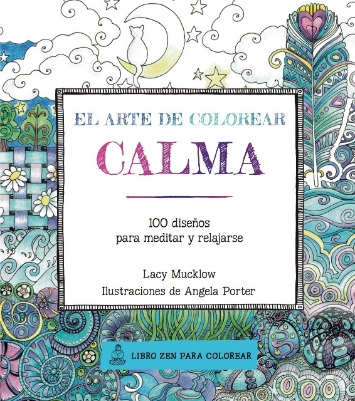 EL ARTE DE COLOREAR
CALMA
100 diseños
para meditar y relajarse
Lacy Mucklow
Ilustraciones de Angela Porter
LIBRO ZEN PARA COLOREAR